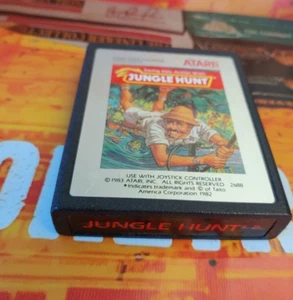 ATARI
JUNGLE HUNT
USE WITH JOYSTICK CONTROLLER
© 1983 ATARI, INC. ALL RIGHTS RESERVED
* indicates trademark and © of Taito
America Corporation 1982
JUNGLE HUNT